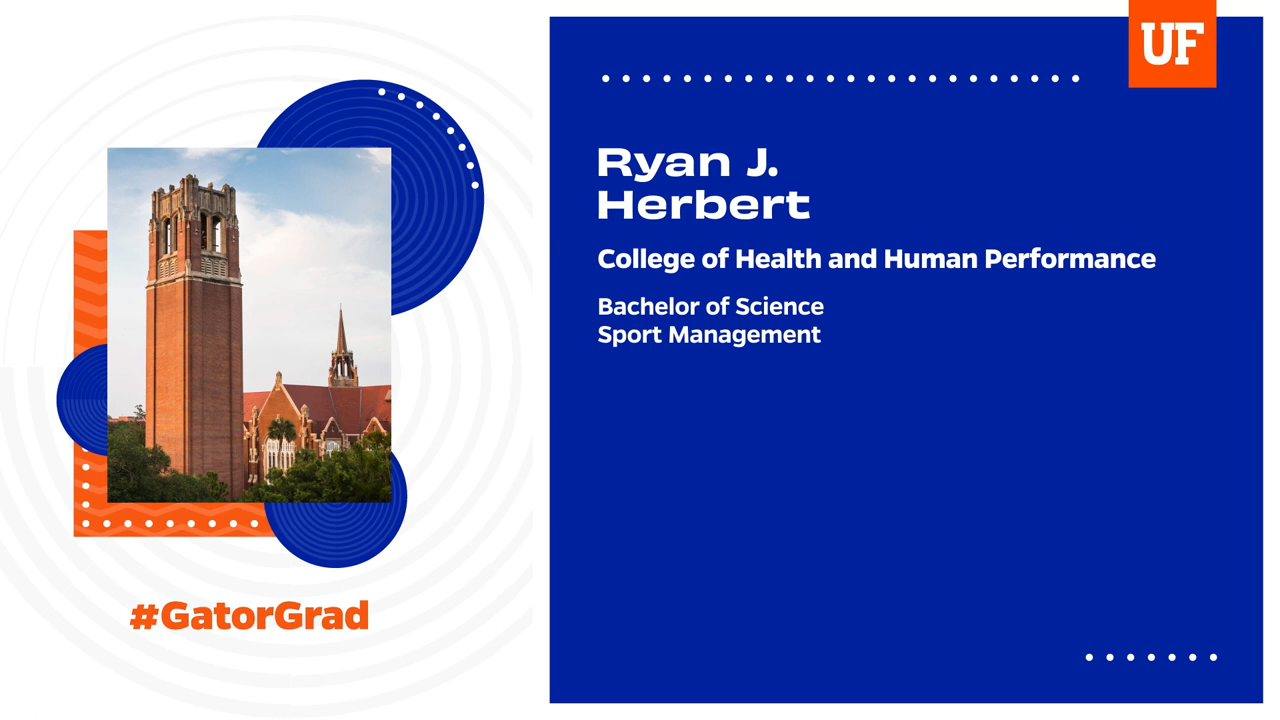 UF
Ryan J.
Herbert
College of Health and Human Performance
Bachelor of Science
Sport Management
#GatorGrad